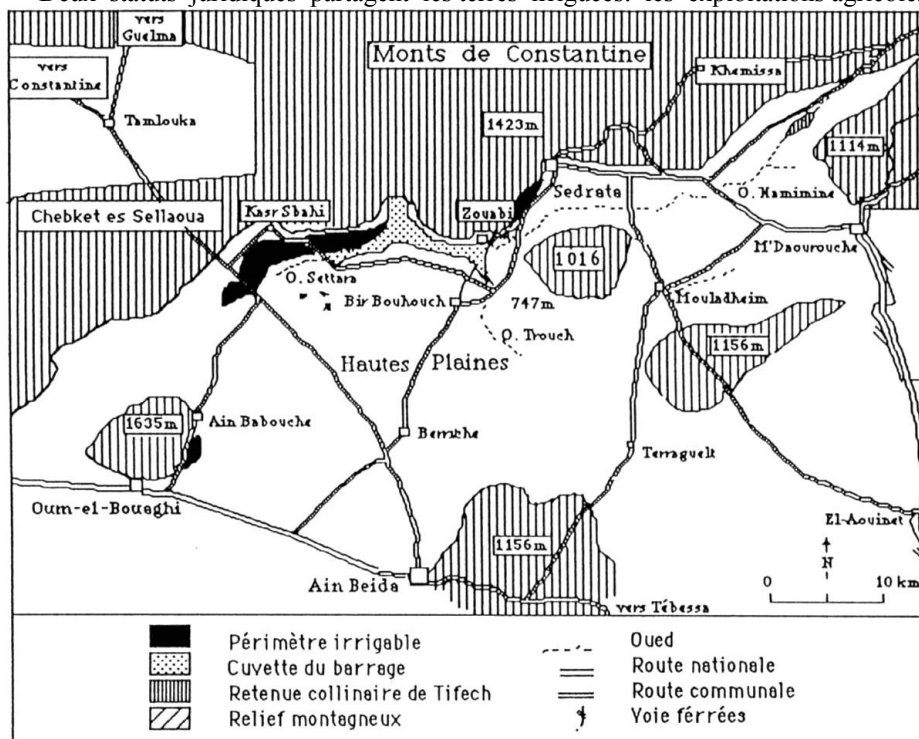 Deux statuts juridiques partagent les terres irriguées: les exploitations agricoles
vers
Guelma
Monts de Constantine
vers
Constantine
Khemissa
Tamlouka
1423m
1114m
Sedrata
O. Hamimine
Chebket es Sellaoua
Kasr Sbahi
Zouabi
M'Daourouche
1016
O. Settara
Mouladheim
Bir Bouhouch
747m
O. Trouch
1156m
Hautes Plaines
1635m
Ain Babouche
Berriche
Terraguelt
Oum-el-Bouaghi
El-Aouinet
1156m
N
Ain Beida
0 10 km
vers Tébessa
Périmètre irrigable
Cuvette du barrage
Retenue collinaire de Tifech
Relief montagneux
Oued
Route nationale
Route communale
Voie férrées